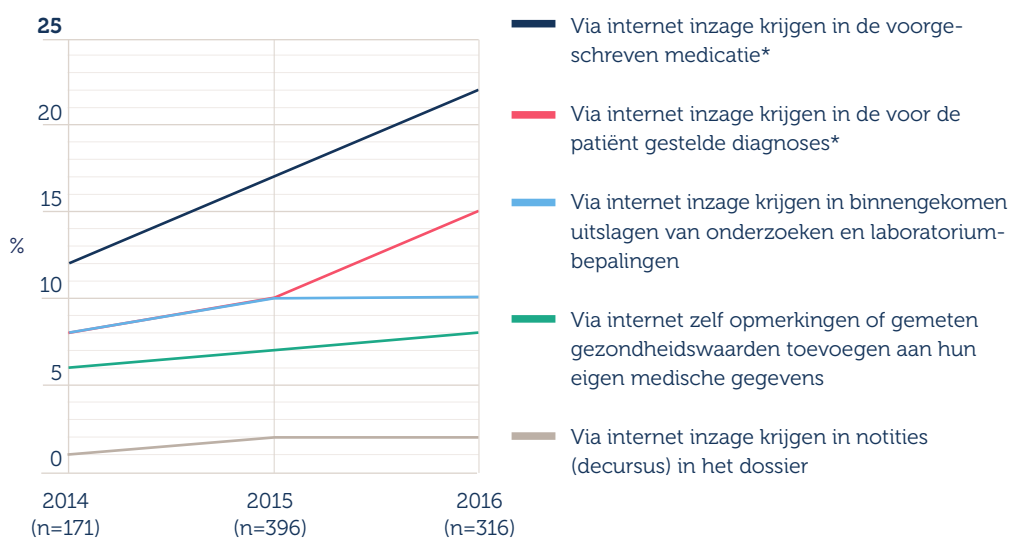 25
20
15
%
10
5
0
2014
(n=171)
2015
(n=396)
2016
(n=316)
Via internet inzage krijgen in de voorge-
schreven medicatie*
Via internet inzage krijgen in de voor de
patiënt gestelde diagnoses*
Via internet inzage krijgen in binnengekomen
uitslagen van onderzoeken en laboratorium-
bepalingen
Via internet zelf opmerkingen of gemeten
gezondheidswaarden toevoegen aan hun
eigen medische gegevens
Via internet inzage krijgen in notities
(decursus) in het dossier